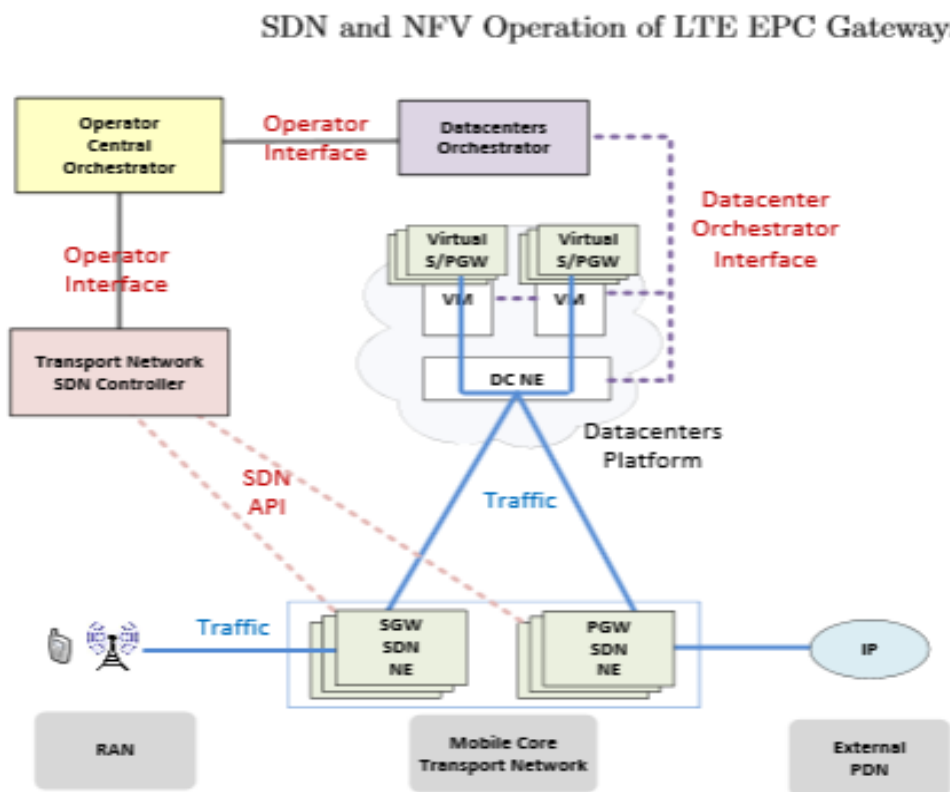 SDN and NFV Operation of LTE EPC Gateway
Operator
Central
Orchestrator
Operator
Interface
Datacenters
Orchestrator
Datacenter
Orchestrator
Interface
Operator
Interface
Virtual
S/PGW
Virtual
S/PGW
VM
VM
Transport Network
SDN Controller
DC NE
Datacenters
Platform
SDN
API
Traffic
Traffic
SGW
SDN
NE
PGW
SDN
NE
IP
RAN
Mobile Core
Transport Network
External
PDN